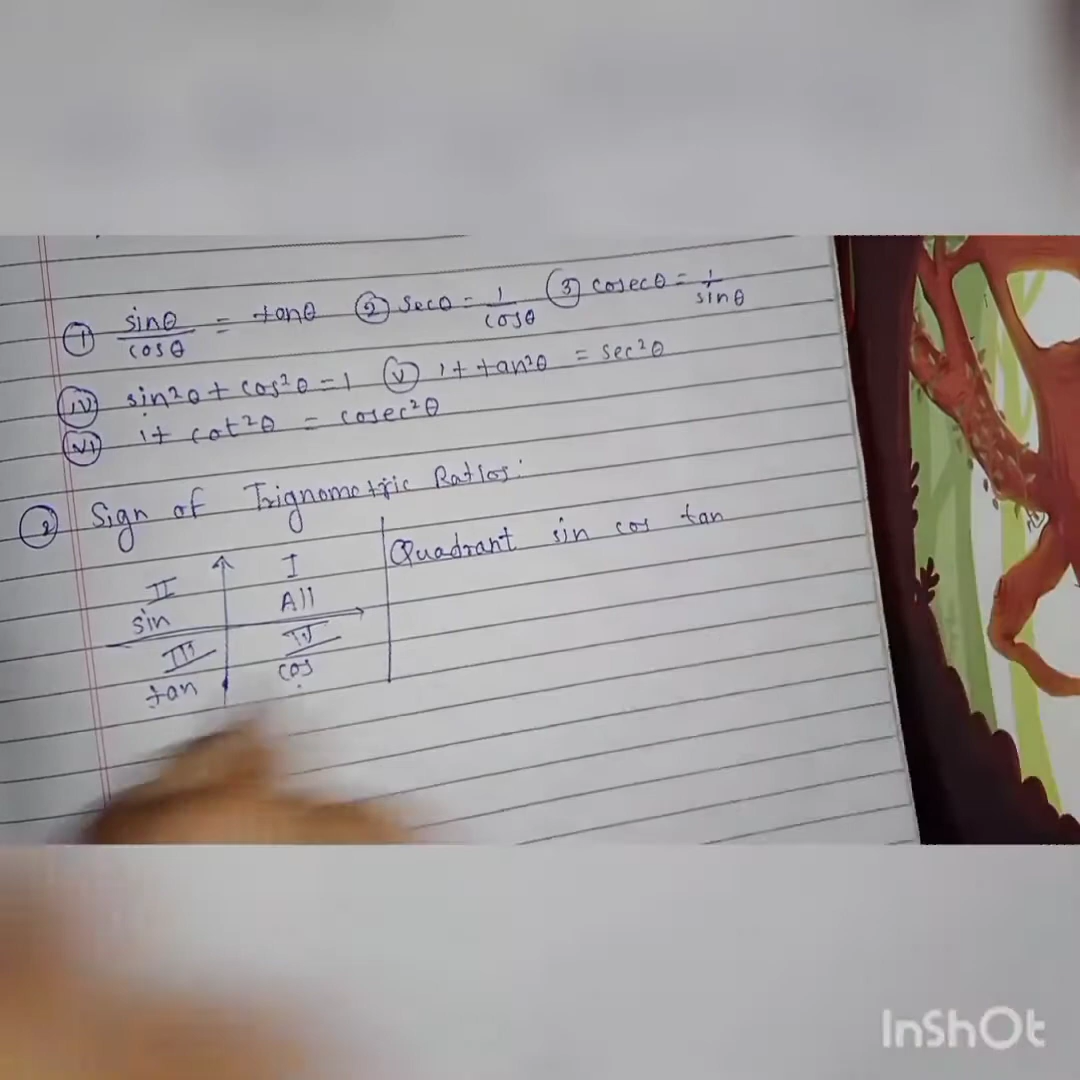 ① sinθ/cosθ = tanθ ② secθ = 1/cosθ ③ cosecθ = 1/sinθ
(iv) sin²θ + cos²θ = 1 (v) 1 + tan²θ = sec²θ
(vi) 1 + cot²θ = cosec²θ
② Sign of Trignometric Ratios:
II I
sin All
III IV
tan cos
Quadrant sin cos tan
InShOt